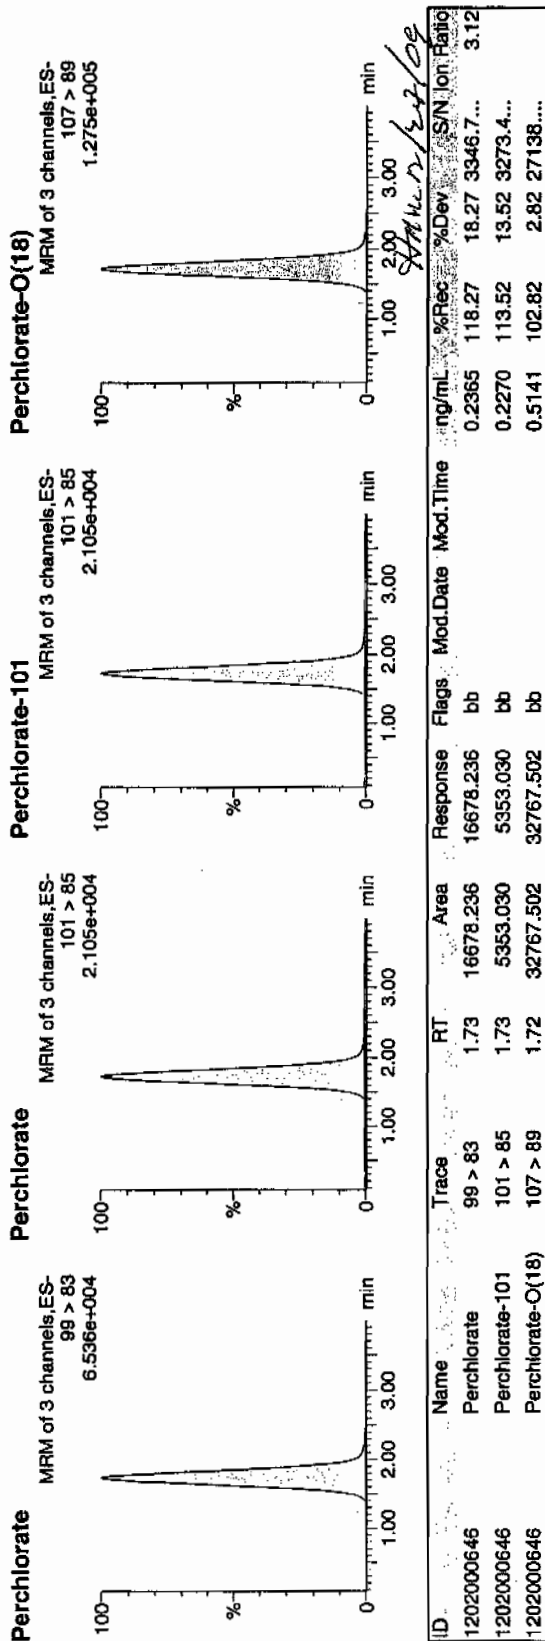 Perchlorate
MRM of 3 channels,ES-
99 > 83
6.536e+004
100
%
0
1.00 2.00 3.00 min
Perchlorate
MRM of 3 channels,ES-
101 > 85
2.105e+004
100
%
0
1.00 2.00 3.00 min
Perchlorate-101
MRM of 3 channels,ES-
101 > 85
2.105e+004
100
%
0
1.00 2.00 3.00 min
Perchlorate-O(18)
MRM of 3 channels,ES-
107 > 89
1.275e+005
100
%
0
1.00 2.00 3.00 min
ID Name Trace RT Area Response Flags Mod.Date Mod.Time ng/mL %Rec %Dev S/N Ion Ratio
1202000646 Perchlorate 99 > 83 1.73 16678.236 16678.236 bb 0.2365 118.27 18.27 3346.7... 3.12
1202000646 Perchlorate-101 101 > 85 1.73 5353.030 5353.030 bb 0.2270 113.52 13.52 3273.4...
1202000646 Perchlorate-O(18) 107 > 89 1.72 32767.502 32767.502 bb 0.5141 102.82 2.82 27138....